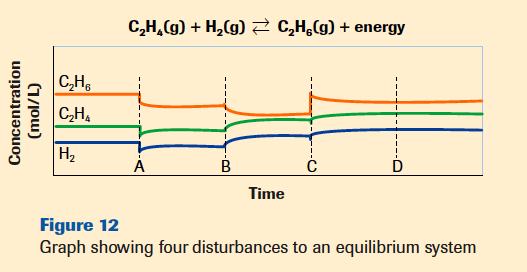 C₂H₄(g) + H₂(g) ⇄ C₂H₆(g) + energy
Concentration
(mol/L)
C₂H₆
C₂H₄
H₂
A B C D
Time
Figure 12
Graph showing four disturbances to an equilibrium system